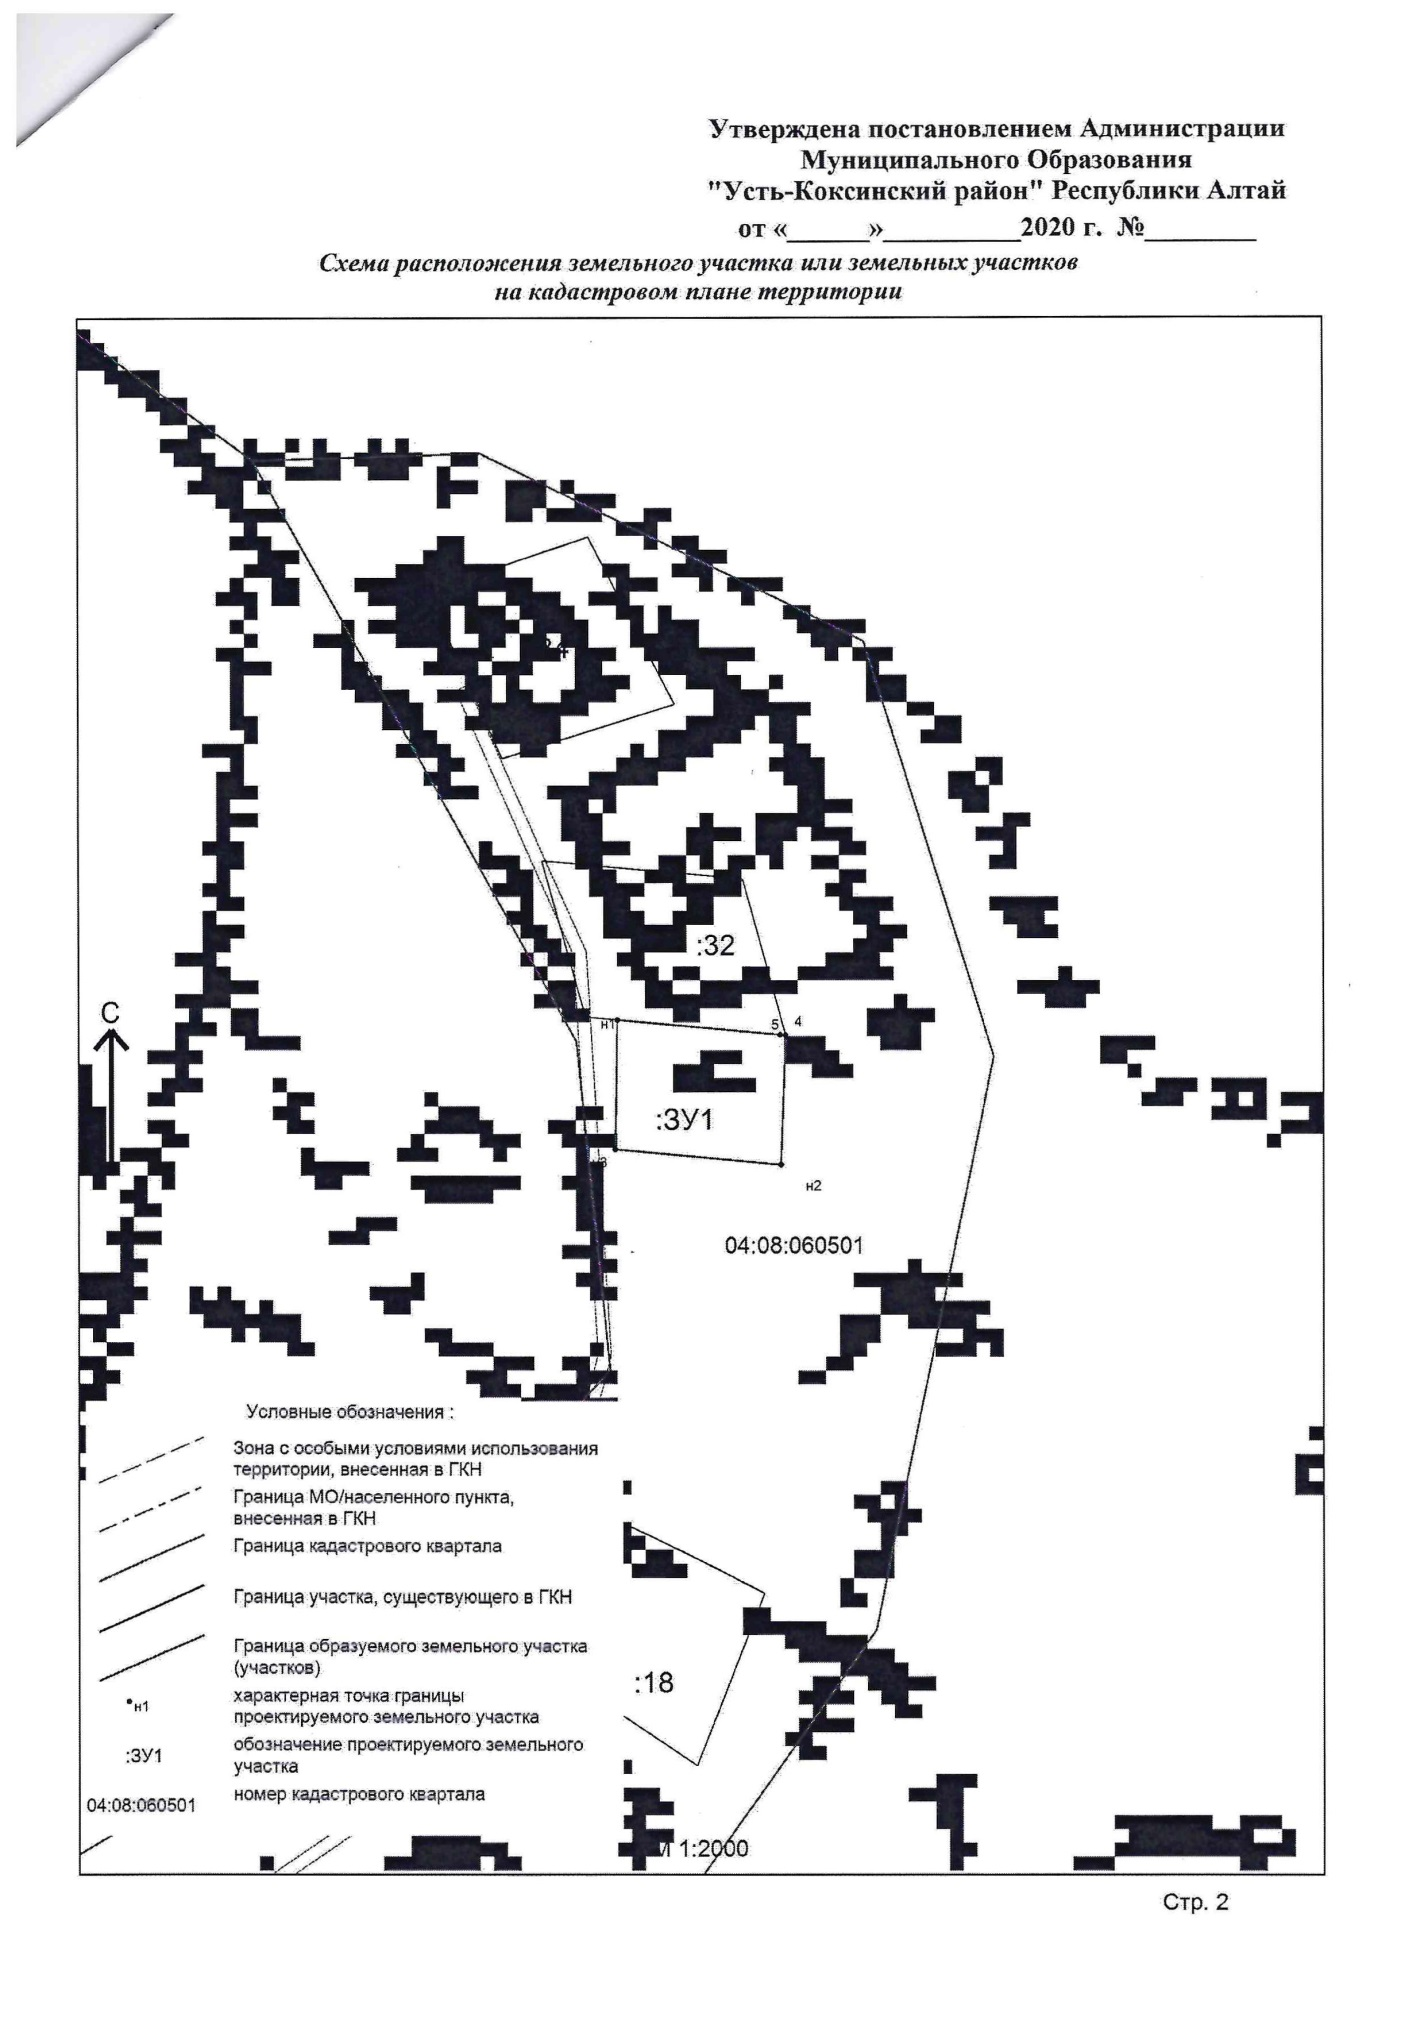 Утверждена постановлением Администрации
Муниципального Образования
"Усть-Коксинский район" Республики Алтай
от «______»__________2020 г. №________
Схема расположения земельного участка или земельных участков
на кадастровом плане территории
:32
С
н1
5
4
:ЗУ1
н2
04:08:060501
Условные обозначения :
Зона с особыми условиями использования
территории, внесенная в ГКН
Граница МО/населенного пункта,
внесенная в ГКН
Граница кадастрового квартала
Граница участка, существующего в ГКН
Граница образуемого земельного участка
(участков)
:18
н1
характерная точка границы
проектируемого земельного участка
:ЗУ1
обозначение проектируемого земельного
участка
04:08:060501
номер кадастрового квартала
1:2000
Стр. 2